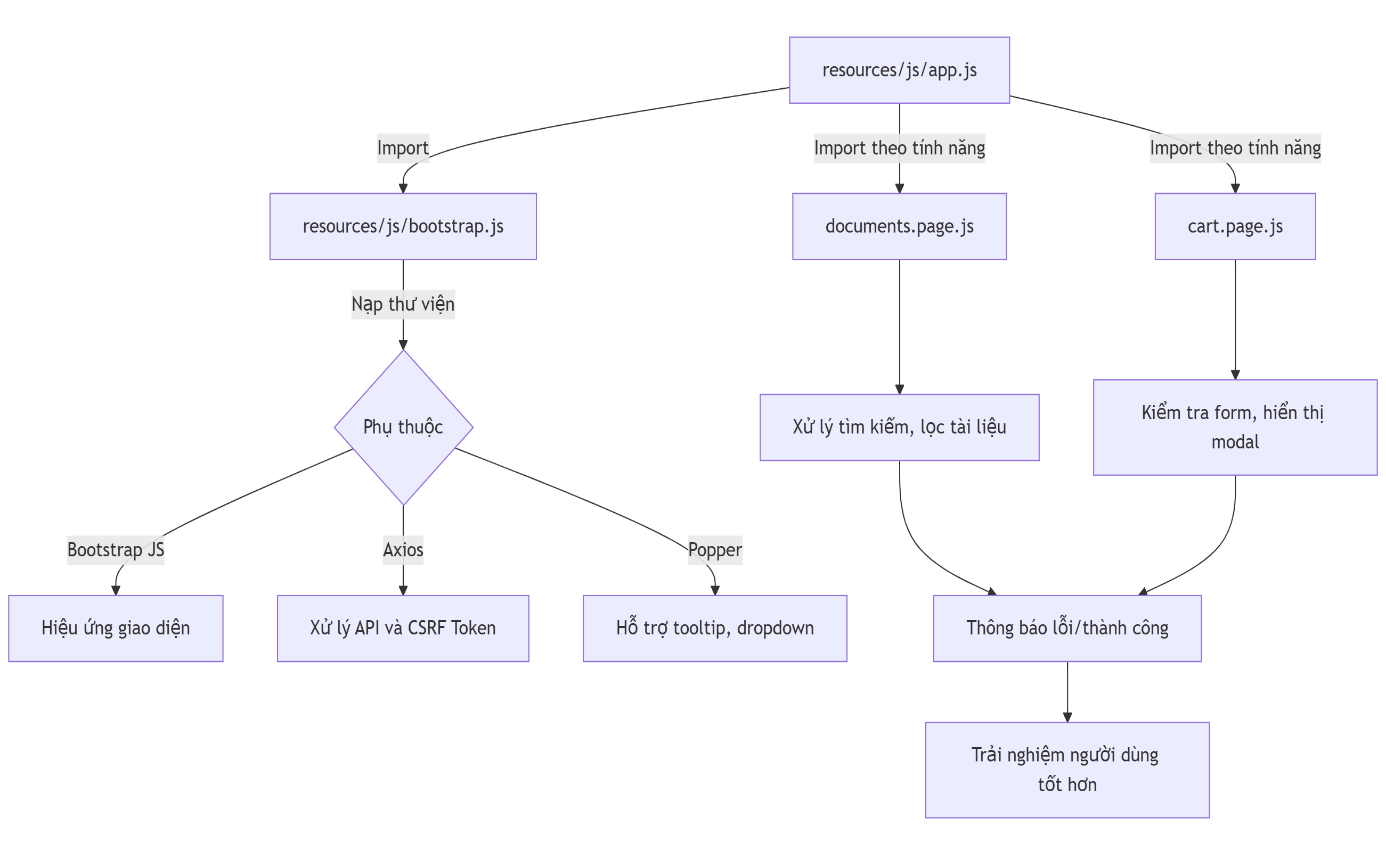 resources/js/app.js
Import
Import theo tính năng
Import theo tính năng
resources/js/bootstrap.js
documents.page.js
cart.page.js
Nạp thư viện
Phụ thuộc
Xử lý tìm kiếm, lọc tài liệu
Kiểm tra form, hiển thị
modal
Bootstrap JS
Axios
Popper
Hiệu ứng giao diện
Xử lý API và CSRF Token
Hỗ trợ tooltip, dropdown
Thông báo lỗi/thành công
Trải nghiệm người dùng
tốt hơn